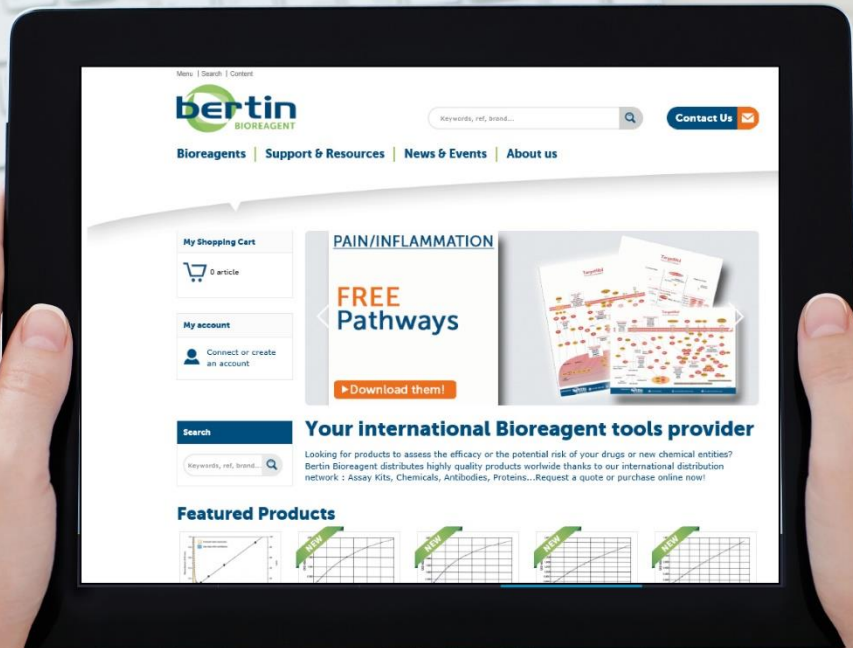 Menu | Search | Content
bertin
BIOREAGENT
Keywords, ref, brand...
Contact Us
Bioreagents | Support & Resources | News & Events | About us
My Shopping Cart
0 article
My account
Connect or create
an account
PAIN/INFLAMMATION
FREE
Pathways
Download them!
Search
Keywords, ref, brand...
Your international Bioreagent tools provider
Looking for products to assess the efficacy or the potential risk of your drugs or new chemical entities?
Bertin Bioreagent distributes highly quality products worlwide thanks to our international distribution
network : Assay Kits, Chemicals, Antibodies, Proteins...Request a quote or purchase online now!
Featured Products
NEW
NEW
NEW
NEW